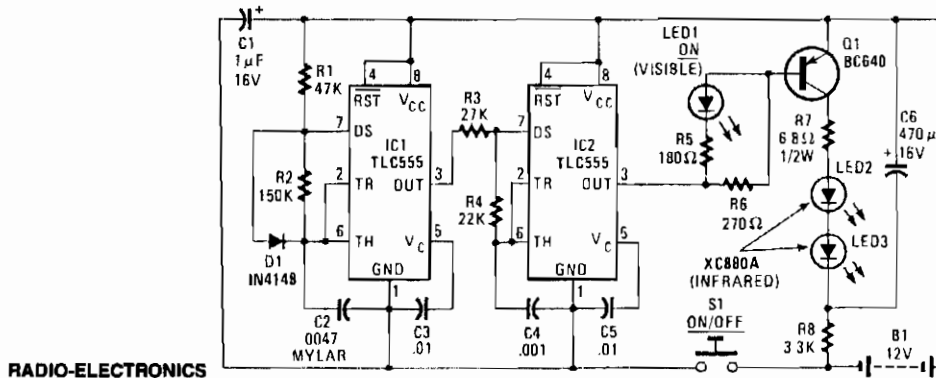 C1
1µF
16V
R1
47K
R2
150K
D1
IN4148
4
8
RST
VCC
7
DS
IC1
TLC555
2
TR
OUT
3
6
TH
VC
5
GND
1
C2
0047
MYLAR
C3
.01
R3
27K
R4
22K
4
8
RST
VCC
7
DS
IC2
TLC555
2
TR
OUT
3
6
TH
VC
5
GND
1
C4
.001
C5
.01
LED1
ON
(VISIBLE)
R5
180Ω
R6
270Ω
Q1
BC640
R7
6.8Ω
1/2W
C6
470µ
16V
LED2
LED3
XC880A
(INFRARED)
S1
ON/OFF
R8
3.3K
B1
12V
RADIO-ELECTRONICS